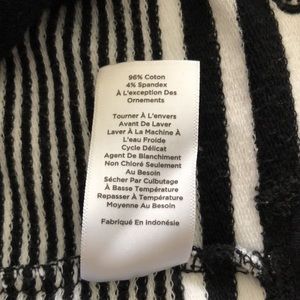 96% Coton
4% Spandex
À L'exception Des
Ornements
Tourner À L'envers
Avant De Laver
Laver À La Machine À
L'eau Froide
Cycle Délicat
Agent De Blanchiment
Non Chloré Seulement
Au Besoin
Sécher Par Culbutage
À Basse Température
Repasser À Température
Moyenne Au Besoin
Fabriqué En Indonésie